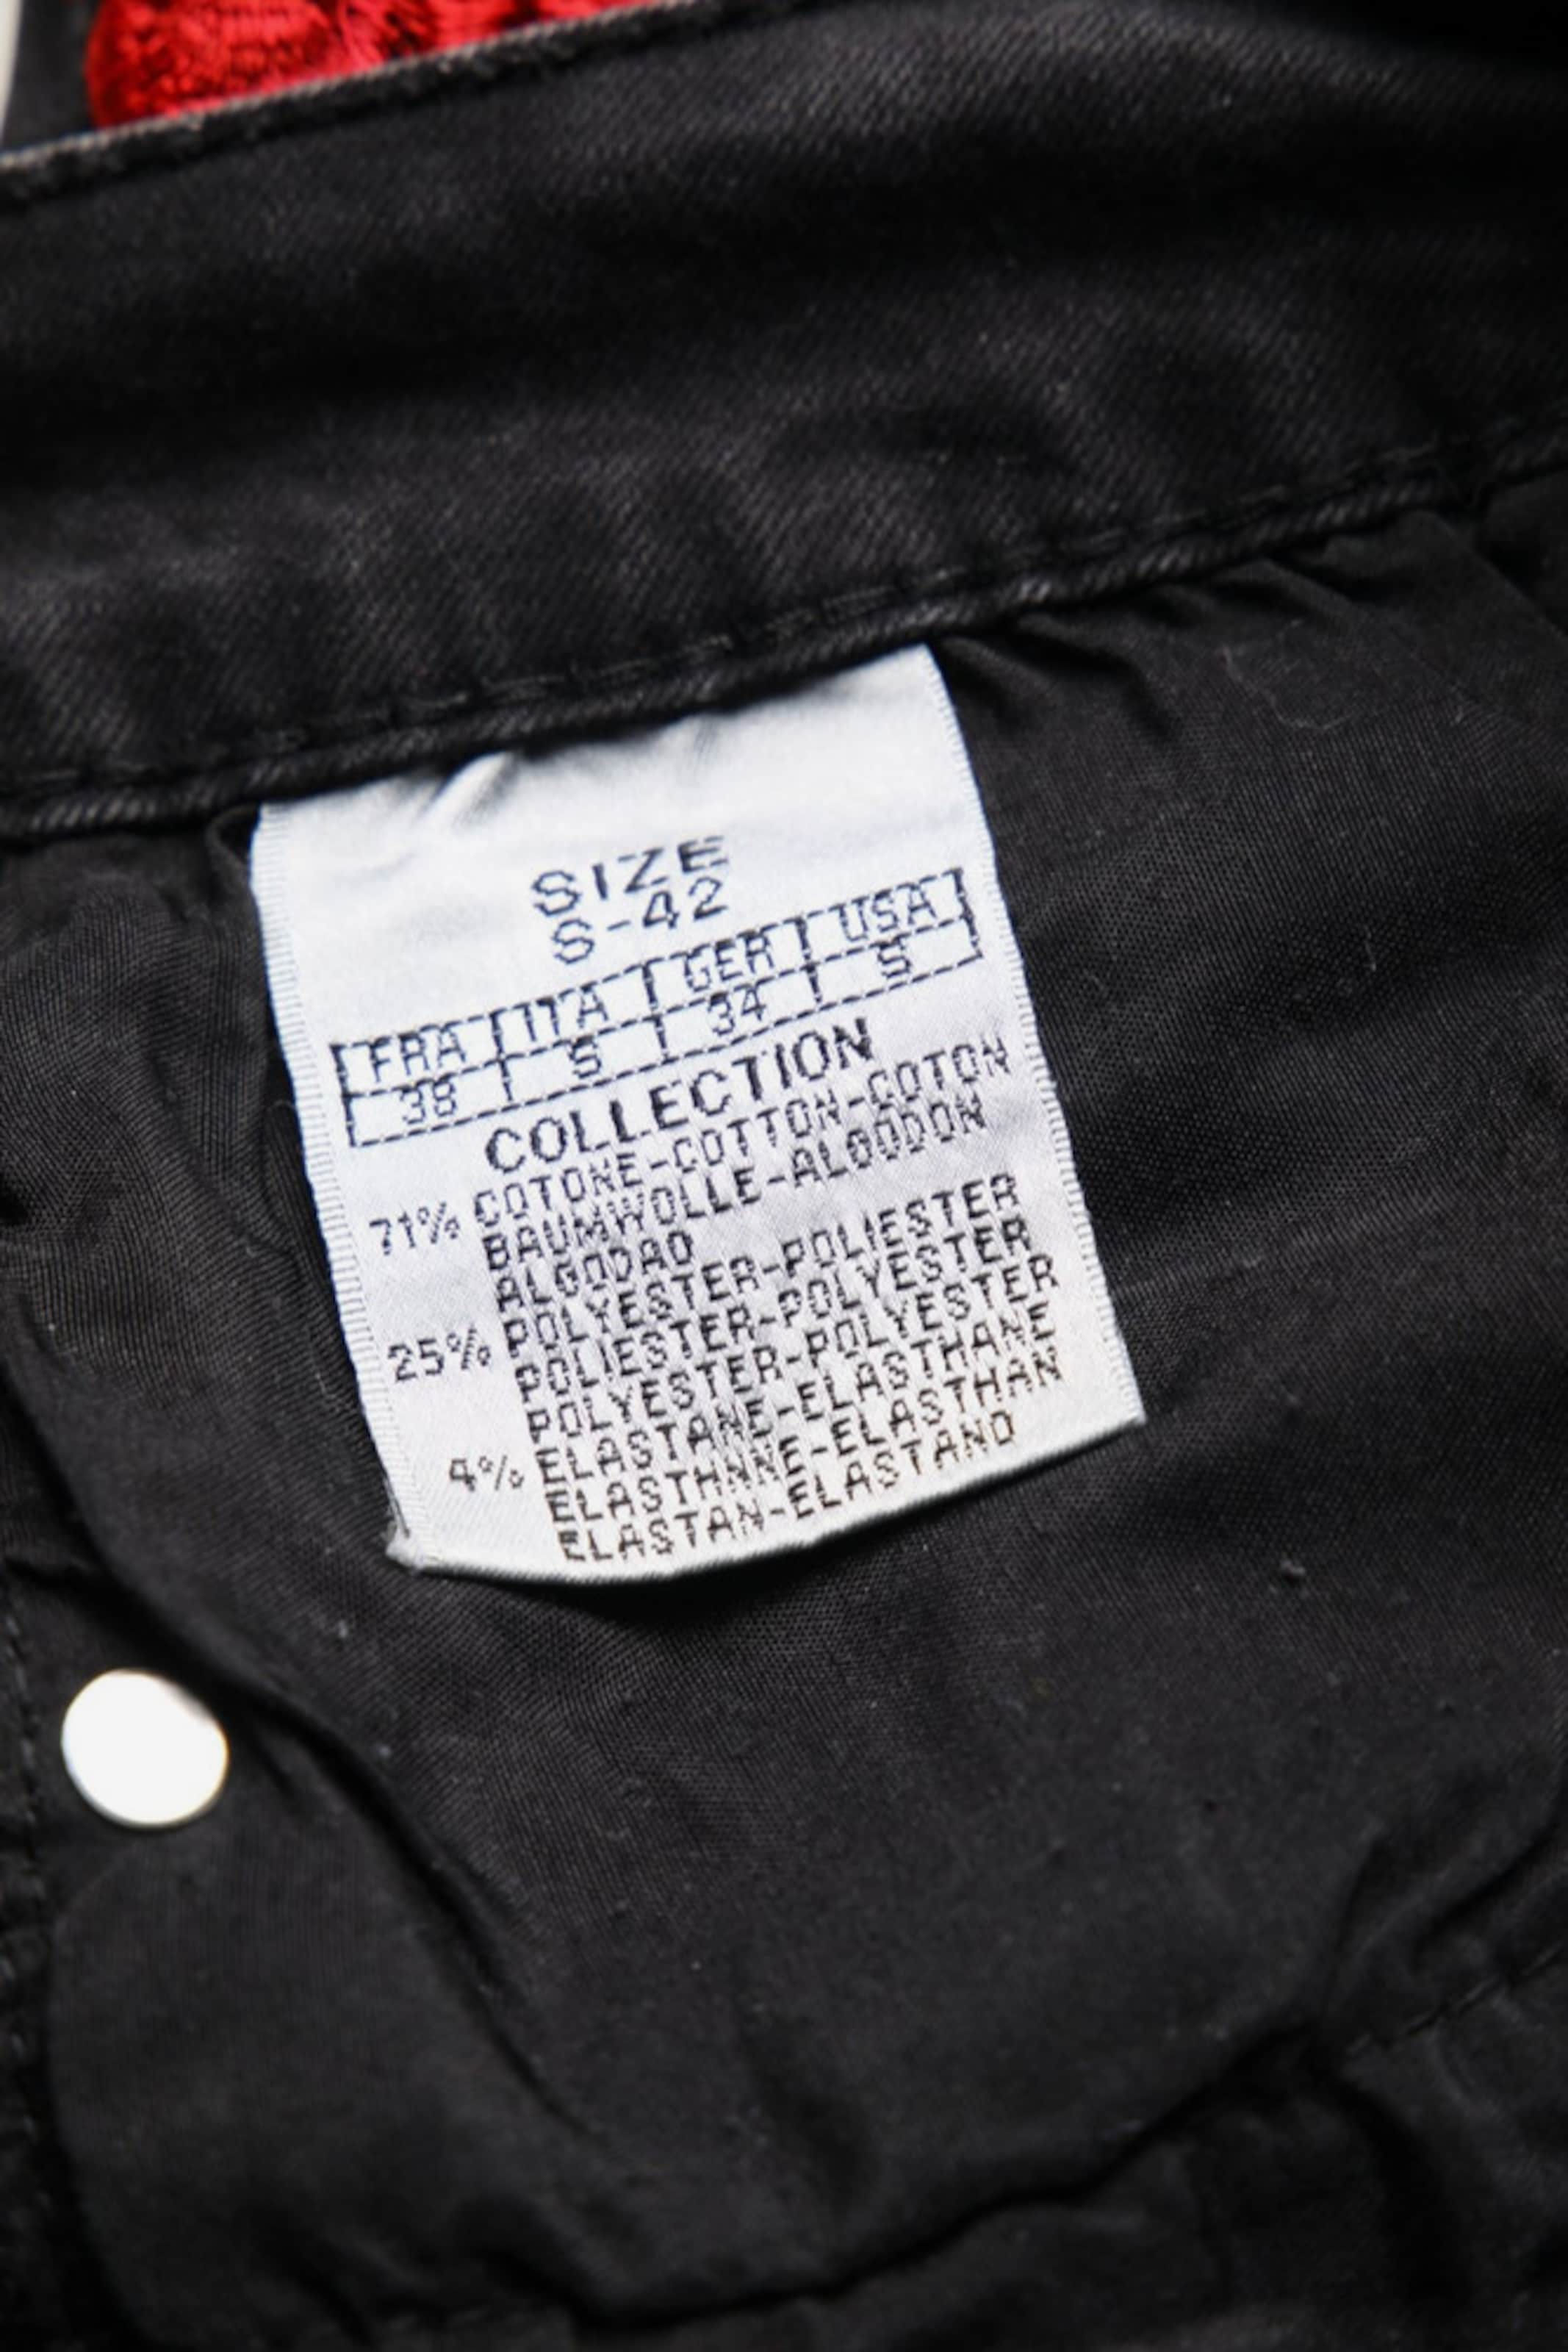 SIZE
S-42
FRA ITA GER USA
38 S 34 S
COLLECTION
71% COTONE-COTTON-COTON
BAUMWOLLE-ALGODON
ALGODAO
25% POLYESTER-POLIESTER
POLIESTER-POLYESTER
POLYESTER-POLYESTER
4% ELASTANE-ELASTHANE
ELASTHNNE-ELASTHAN
ELASTAN-ELASTANO